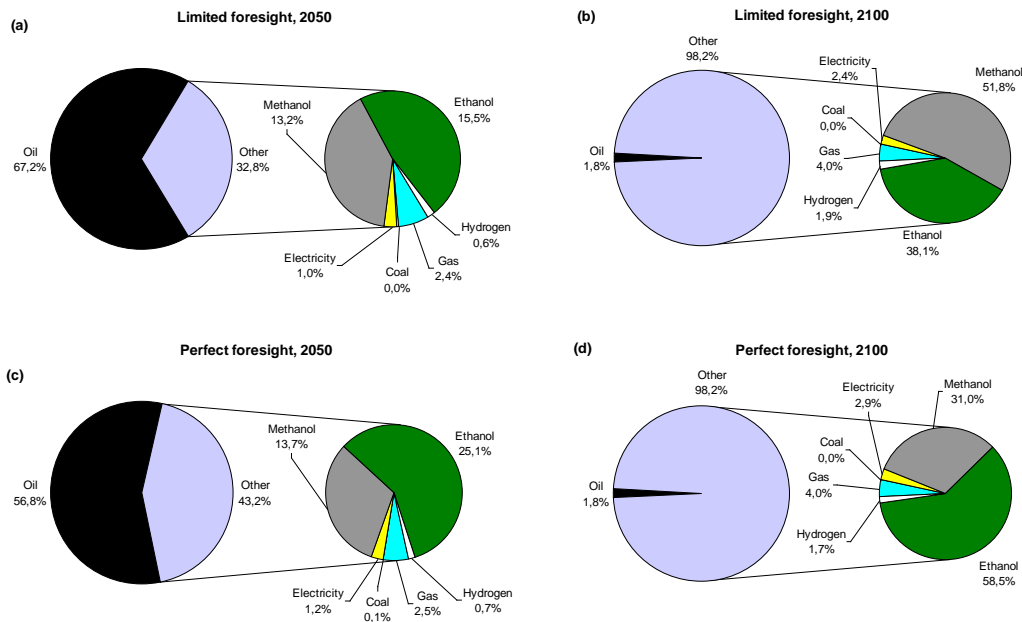 (a)
Limited foresight, 2050
Oil
67,2%
Other
32,8%
Methanol
13,2%
Ethanol
15,5%
Hydrogen
0,6%
Gas
2,4%
Coal
0,0%
Electricity
1,0%
(b)
Limited foresight, 2100
Other
98,2%
Oil
1,8%
Electricity
2,4%
Methanol
51,8%
Coal
0,0%
Gas
4,0%
Hydrogen
1,9%
Ethanol
38,1%
Perfect foresight, 2050
(c)
Oil
56,8%
Other
43,2%
Methanol
13,7%
Ethanol
25,1%
Electricity
1,2%
Coal
0,1%
Gas
2,5%
Hydrogen
0,7%
(d)
Perfect foresight, 2100
Other
98,2%
Oil
1,8%
Electricity
2,9%
Methanol
31,0%
Coal
0,0%
Gas
4,0%
Hydrogen
1,7%
Ethanol
58,5%